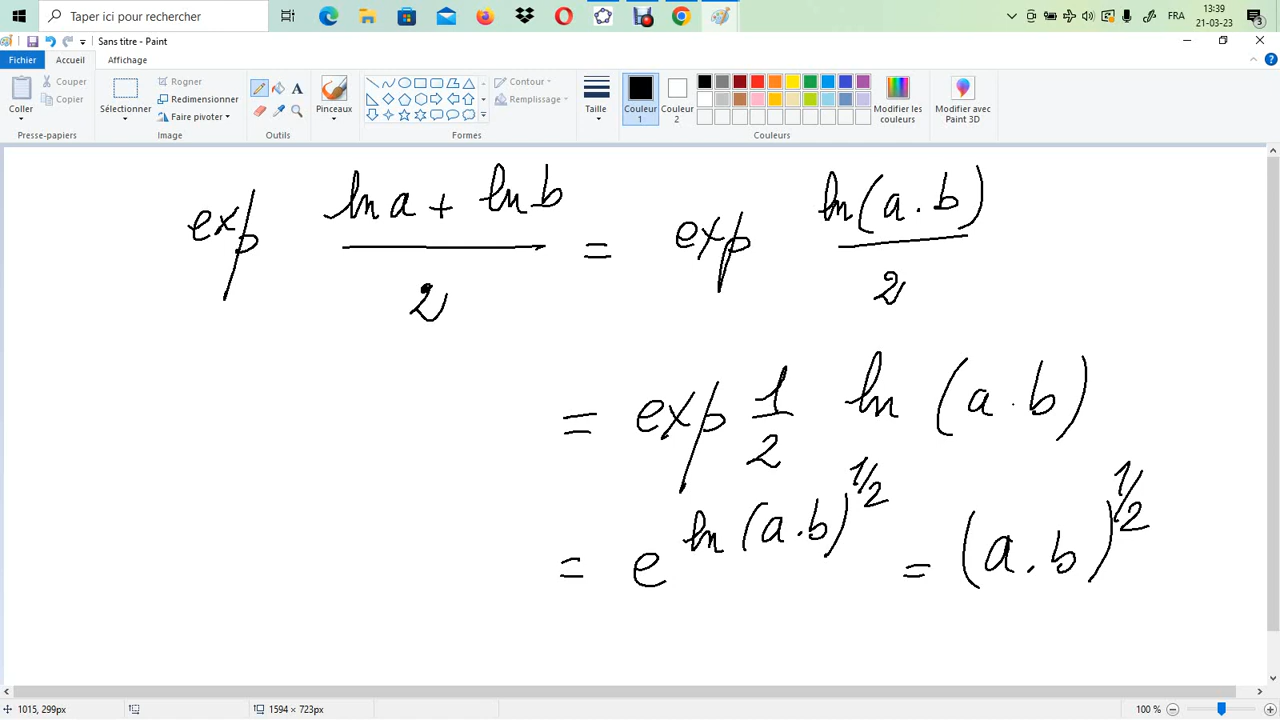 Taper ici pour rechercher
FRA
13:39
21-03-23
3
Sans titre - Paint
Fichier Accueil Affichage
Coller
Couper
Copier
Presse-papiers
Sélectionner
Rogner
Redimensionner
Faire pivoter
Image
A
Outils
Pinceaux
Contour
Remplissage
Formes
Taille
Couleur 1
Couleur 2
Modifier les couleurs
Couleurs
Modifier avec Paint 3D
exp (ln a + ln b)/2 = exp ln(a.b)/2
= exp 1/2 ln (a.b)
= e^ln(a.b)^1/2 = (a.b)^1/2
1015, 299px
1594 × 723px
100 %